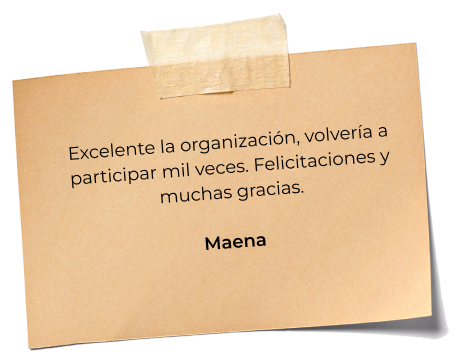 Excelente la organización, volvería a
participar mil veces. Felicitaciones y
muchas gracias.
Maena